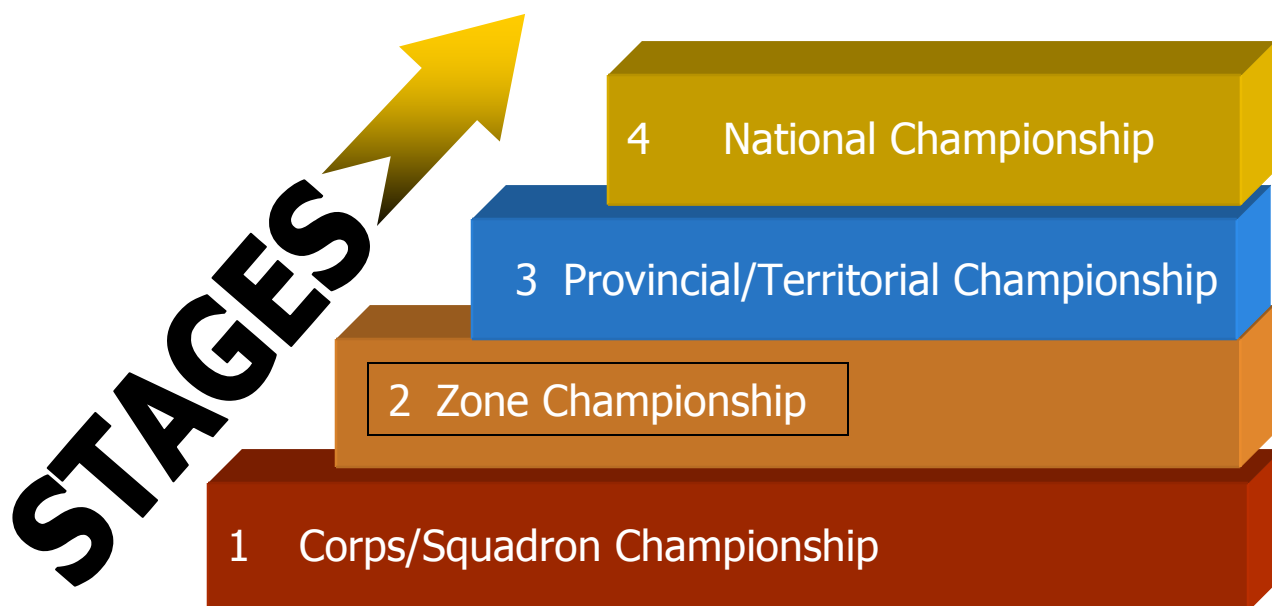 STAGES
4 National Championship
3 Provincial/Territorial Championship
2 Zone Championship
1 Corps/Squadron Championship